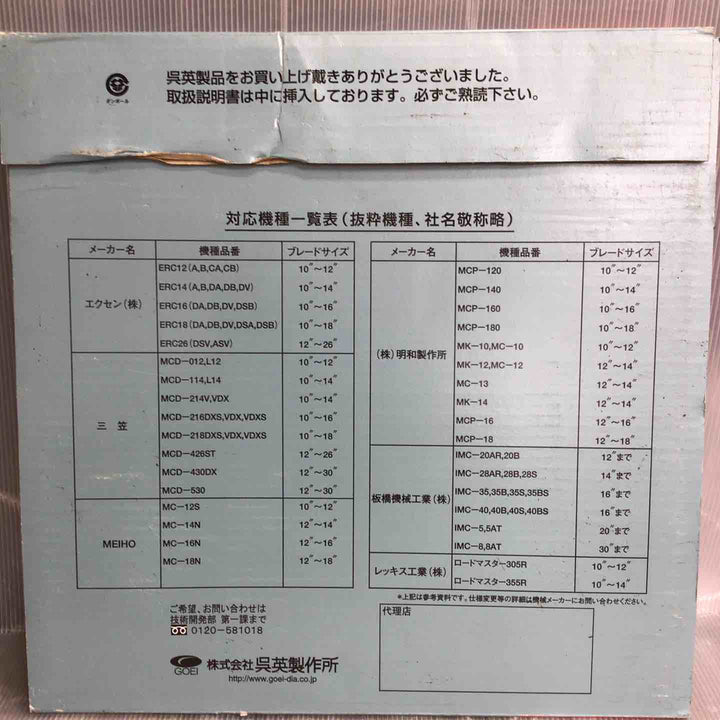 ダンボール
呉英製品をお買い上げ戴きありがとうございました。
取扱説明書は中に挿入しております。必ずご熟読下さい。
対応機種一覧表(抜粋機種、社名敬称略)
メーカー名 機種品番 ブレードサイズ
エクセン(株)
ERC12(A,B,CA,CB) 10"〜12"
ERC14(A,B,DA,DB,DV) 10"〜14"
ERC16(DA,DB,DV,DSB) 10"〜16"
ERC18(DA,DB,DV,DSA,DSB) 10"〜18"
ERC26(DSV,ASV) 12"〜26"
三笠
MCD-012,L12 10"〜12"
MCD-114,L14 10"〜14"
MCD-214V,VDX 10"〜14"
MCD-216DXS,VDX,VDXS 10"〜16"
MCD-218DXS,VDX,VDXS 10"〜18"
MCD-426ST 12"〜26"
MCD-430DX 12"〜30"
MCD-530 12"〜30"
MEIHO
MC-12S 10"〜12"
MC-14N 12"〜14"
MC-16N 12"〜16"
MC-18N 12"〜18"
メーカー名 機種品番 ブレードサイズ
(株)明和製作所
MCP-120 10"〜12"
MCP-140 10"〜14"
MCP-160 10"〜16"
MCP-180 10"〜18"
MK-10,MC-10 10"〜12"
MK-12,MC-12 12"〜14"
MC-13 12"〜14"
MK-14 12"〜14"
MCP-16 12"〜16"
MCP-18 12"〜18"
板橋機械工業(株)
IMC-20AR,20B 12"まで
IMC-28AR,28B,28S 14"まで
IMC-35,35B,35S,35BS 16"まで
IMC-40,40B,40S,40BS 16"まで
IMC-5,5AT 20"まで
IMC-8,8AT 30"まで
レッキス工業(株)
ロードマスター305R 10"〜12"
ロードマスター355R 10"〜14"
*上記は参考資料です。仕様変更等の詳細は機械メーカーにお問い合わせください。
ご希望、お問い合わせは
技術開発部 第一課まで
0120-581018
GOEI 株式会社呉英製作所
http://www.goei-dia.co.jp
代理店